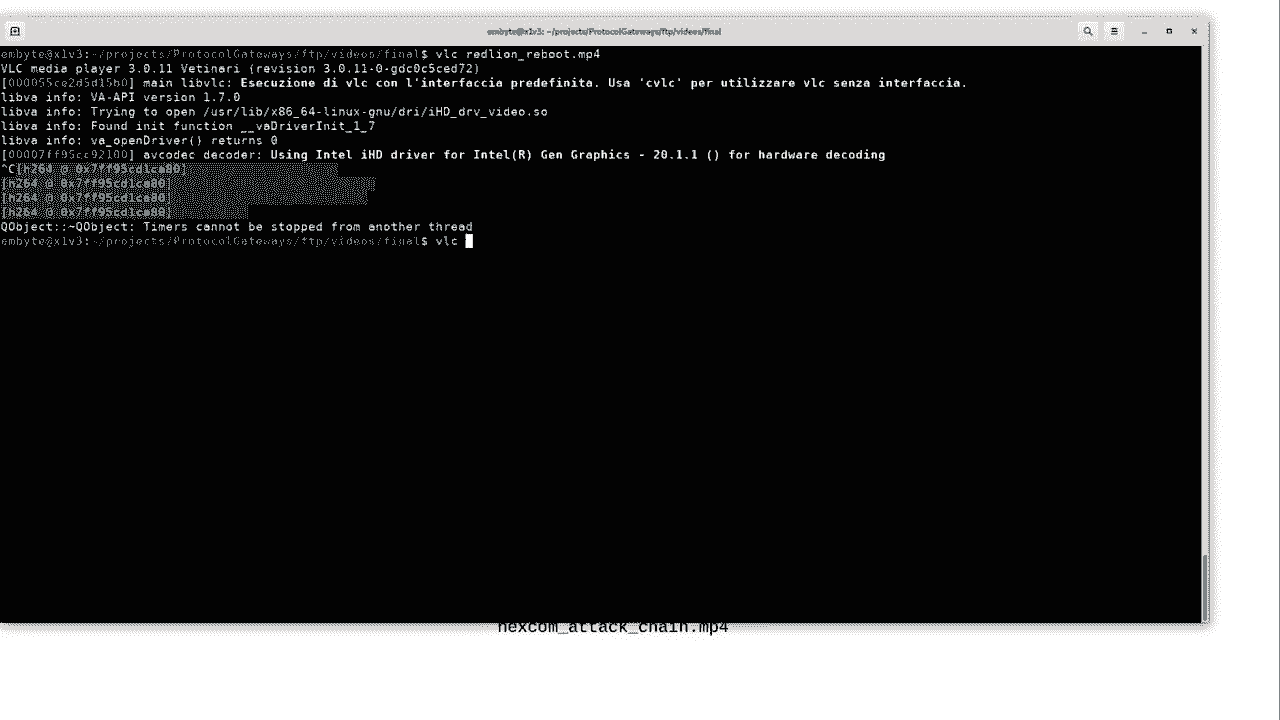 embyte@x1v3: ~/projects/ProtocolGateways/ftp/videos/final
embyte@x1v3:~/projects/ProtocolGateways/ftp/videos/final$ vlc redlion_reboot.mp4
VLC media player 3.0.11 Vetinari (revision 3.0.11-0-gdc0c5ced72)
[000055ce2d5d15b0] main libvlc: Esecuzione di vlc con l'interfaccia predefinita. Usa 'cvlc' per utilizzare vlc senza interfaccia.
libva info: VA-API version 1.7.0
libva info: Trying to open /usr/lib/x86_64-linux-gnu/dri/iHD_drv_video.so
libva info: Found init function __vaDriverInit_1_7
libva info: va_openDriver() returns 0
[00007ff95cc92100] avcodec decoder: Using Intel iHD driver for Intel(R) Gen Graphics - 20.1.1 () for hardware decoding
^C[h264 @ 0x7ff95cd1ca80]
[h264 @ 0x7ff95cd1ca80]
[h264 @ 0x7ff95cd1ca80]
[h264 @ 0x7ff95cd1ca80]
QObject::~QObject: Timers cannot be stopped from another thread
embyte@x1v3:~/projects/ProtocolGateways/ftp/videos/final$ vlc
nexcom_attack_chain.mp4